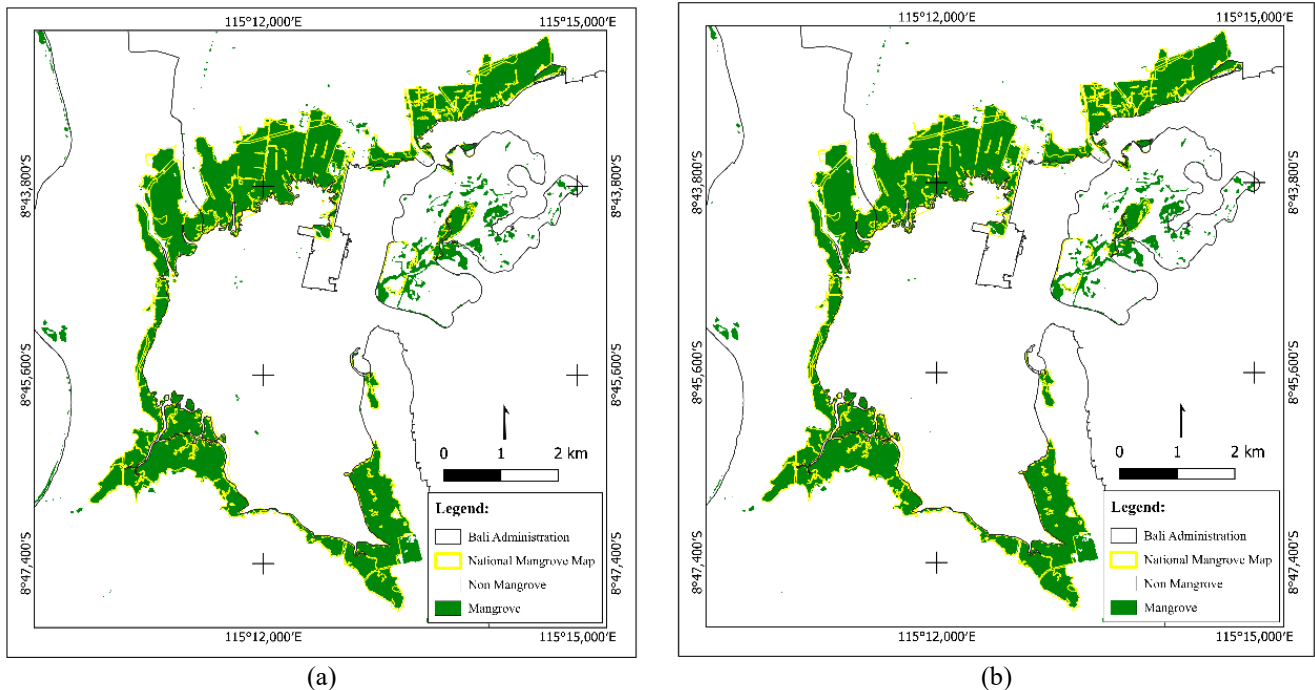 115°12,000’E 115°15,000’E
8°43,800’S 8°43,800’S
8°45,600’S 8°45,600’S
8°47,400’S 8°47,400’S
0 1 2 km
Legend:
Bali Administration
National Mangrove Map
Non Mangrove
Mangrove
115°12,000’E 115°15,000’E
(a)
115°12,000’E 115°15,000’E
8°43,800’S 8°43,800’S
8°45,600’S 8°45,600’S
8°47,400’S 8°47,400’S
0 1 2 km
Legend:
Bali Administration
National Mangrove Map
Non Mangrove
Mangrove
115°12,000’E 115°15,000’E
(b)